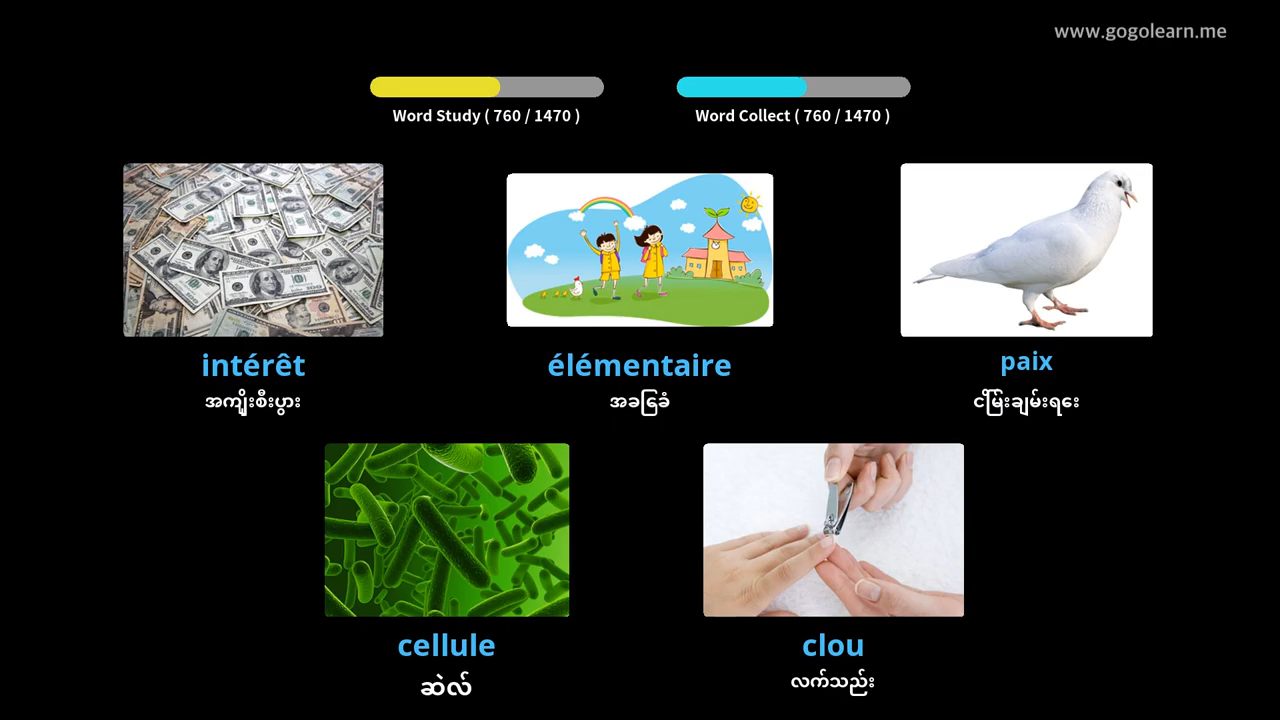 www.gogolearn.me
Word Study ( 760 / 1470 )
Word Collect ( 760 / 1470 )
intérêt
élémentaire
paix
အကျိုးစီးပွား
အခြေခံ
ငြိမ်းချမ်းရေး
cellule
clou
ဆဲလ်
လက်သည်း